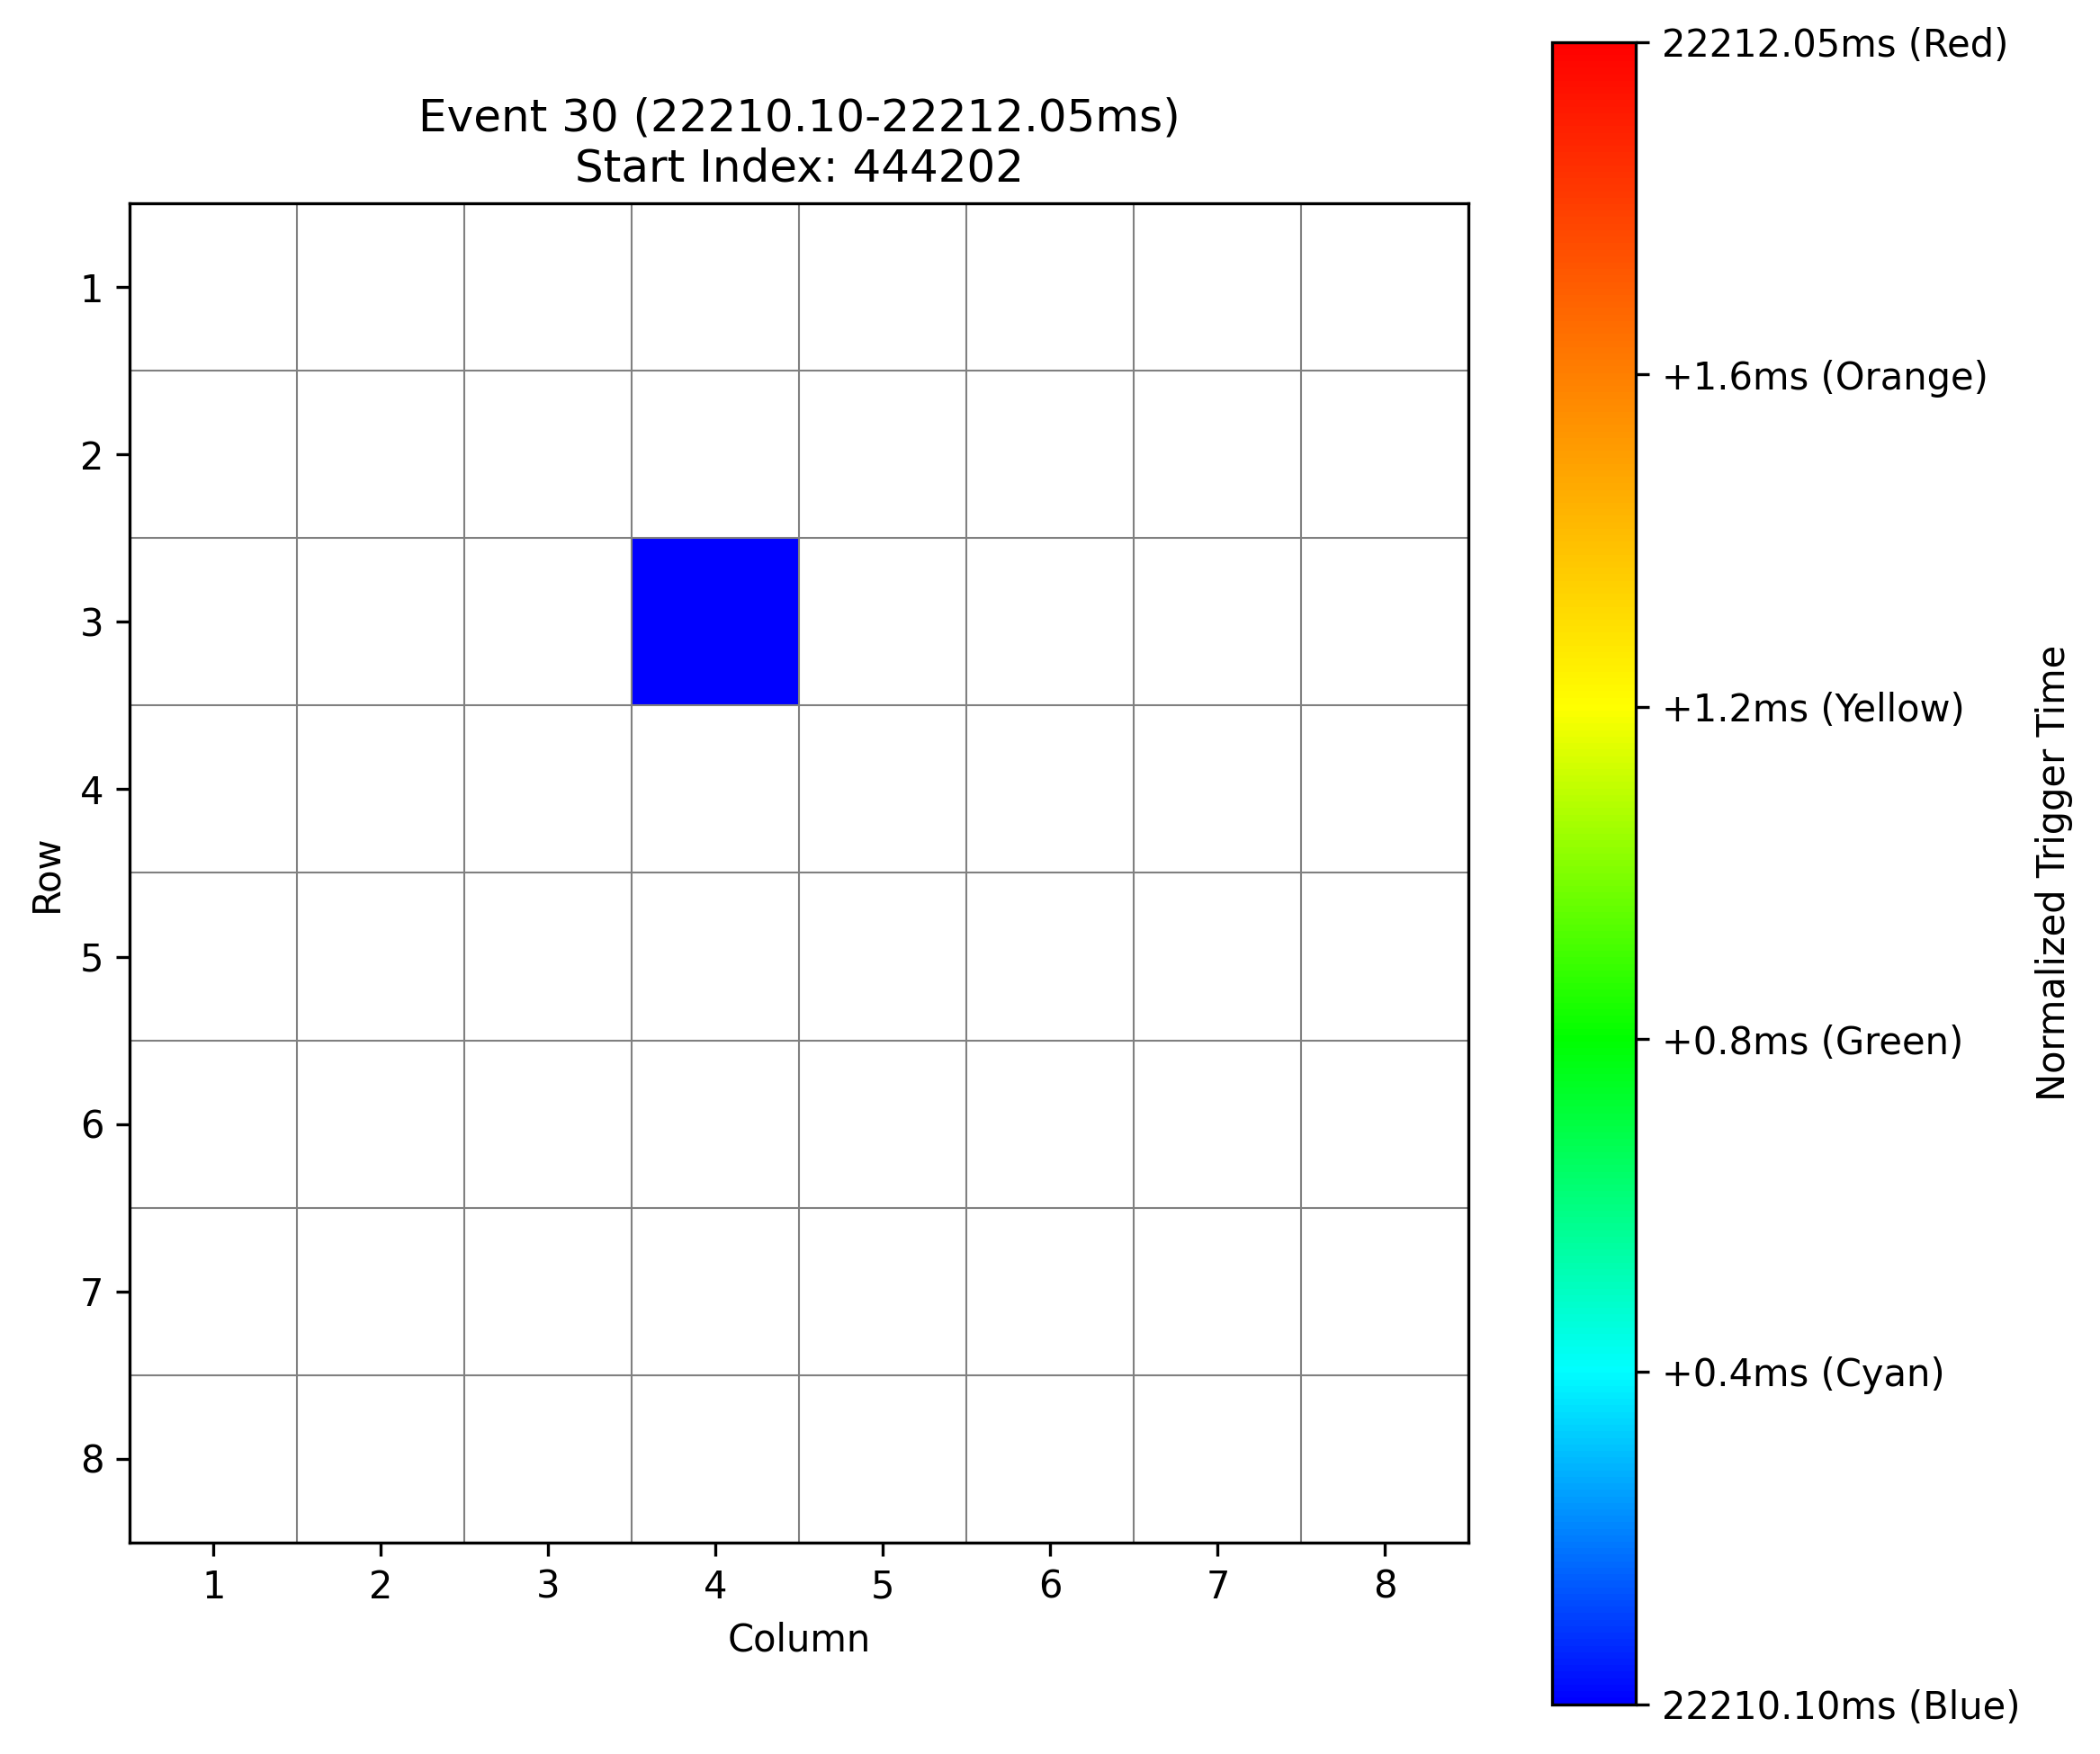 Event 30 (22210.10-22212.05ms)
Start Index: 444202
1
2
3
4
5
6
7
8
Row
1 2 3 4 5 6 7 8
Column
22212.05ms (Red)
+1.6ms (Orange)
+1.2ms (Yellow)
+0.8ms (Green)
+0.4ms (Cyan)
22210.10ms (Blue)
Normalized Trigger Time